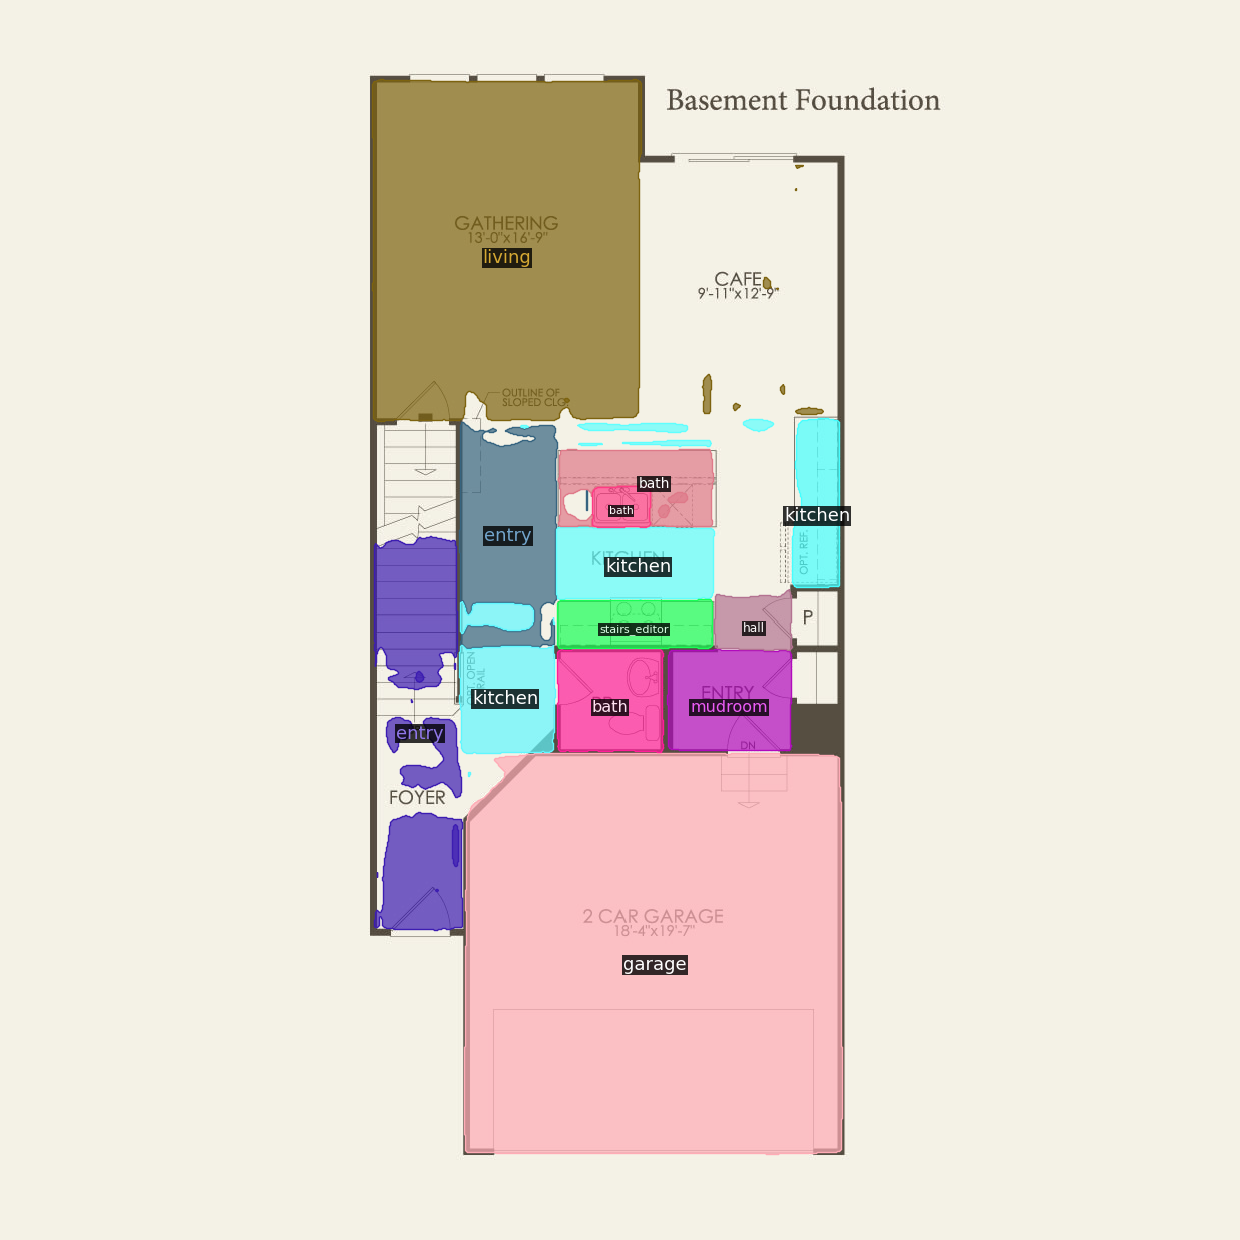 Basement Foundation
GATHERING
13'-0"x16'-9"
living
CAFE
9'-11"x12'-9"
OUTLINE OF
SLOPED CLG
bath
bath
kitchen
entry
KITCHEN
kitchen
OPT. REF.
stairs_editor
hall
P
OPT. OPEN
RAIL
kitchen
bath
ENTRY
mudroom
entry
DN
FOYER
2 CAR GARAGE
18'-4"x19'-7"
garage